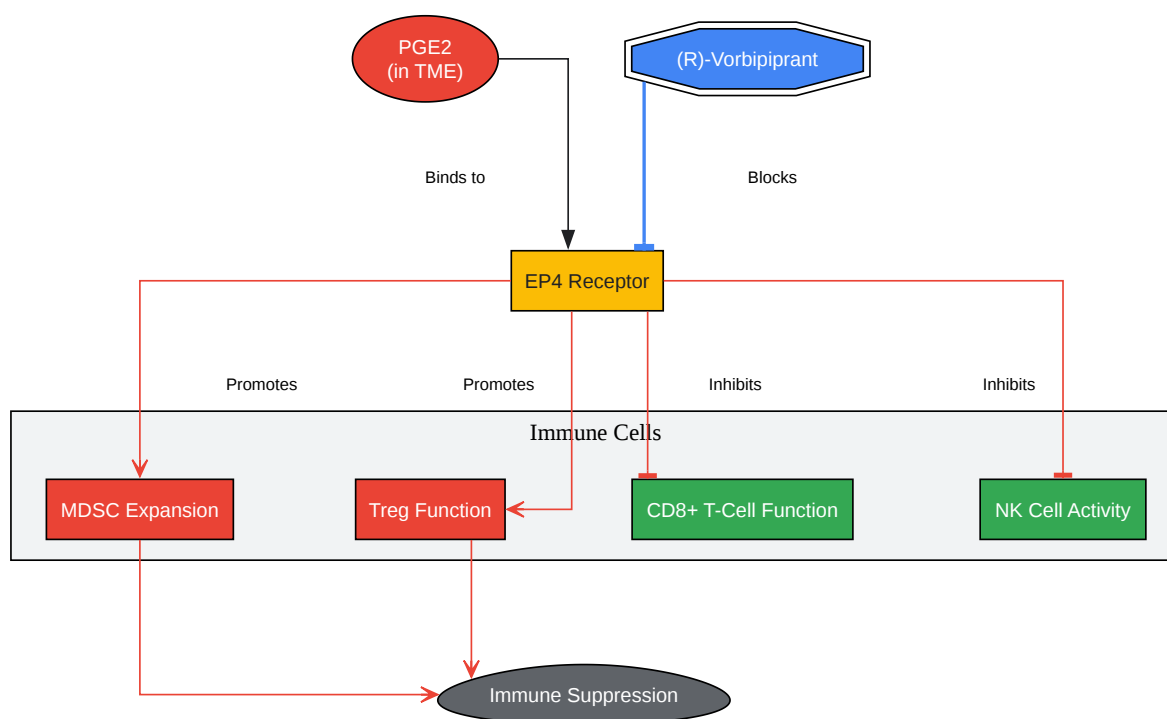 PGE2
(in TME)
(R)-Vorbipiprant
Binds to
Blocks
EP4 Receptor
Promotes
Promotes
Inhibits
Inhibits
Immune Cells
MDSC Expansion
Treg Function
CD8+ T-Cell Function
NK Cell Activity
Immune Suppression